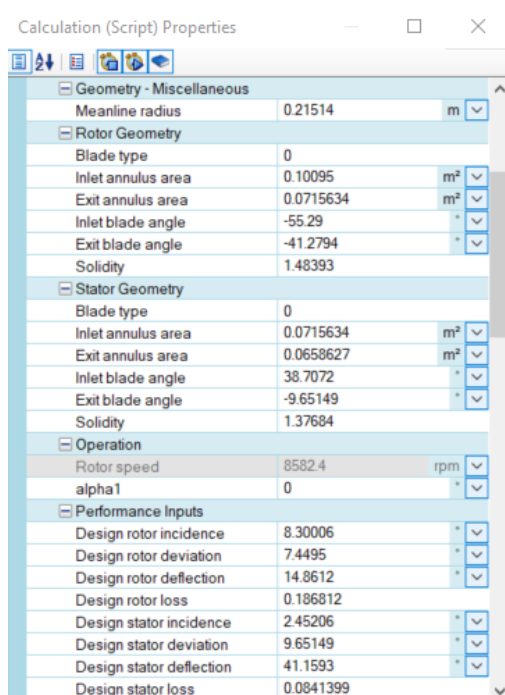 Calculation (Script) Properties
Geometry - Miscellaneous
Meanline radius 0.21514 m
Rotor Geometry
Blade type 0
Inlet annulus area 0.10095 m²
Exit annulus area 0.0715634 m²
Inlet blade angle -55.29 °
Exit blade angle -41.2794 °
Solidity 1.48393
Stator Geometry
Blade type 0
Inlet annulus area 0.0715634 m²
Exit annulus area 0.0658627 m²
Inlet blade angle 38.7072 °
Exit blade angle -9.65149 °
Solidity 1.37684
Operation
Rotor speed 8582.4 rpm
alpha1 0 °
Performance Inputs
Design rotor incidence 8.30006 °
Design rotor deviation 7.4495 °
Design rotor deflection 14.8612 °
Design rotor loss 0.186812
Design stator incidence 2.45206 °
Design stator deviation 9.65149 °
Design stator deflection 41.1593 °
Design stator loss 0.0841399